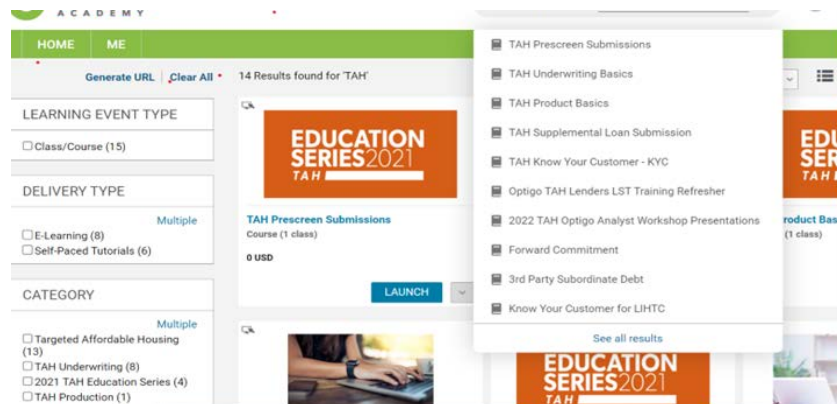 ACADEMY
HOME ME
Generate URL Clear All
14 Results found for 'TAH'
LEARNING EVENT TYPE
Class/Course (15)
DELIVERY TYPE
Multiple
E-Learning (8)
Self-Paced Tutorials (6)
CATEGORY
Multiple
Targeted Affordable Housing
(13)
TAH Underwriting (8)
2021 TAH Education Series (4)
TAH Production (1)
EDUCATION
SERIES2021
TAH
TAH Prescreen Submissions
Course (1 class)
0 USD
LAUNCH
TAH Prescreen Submissions
TAH Underwriting Basics
TAH Product Basics
TAH Supplemental Loan Submission
TAH Know Your Customer - KYC
Optigo TAH Lenders LST Training Refresher
2022 TAH Optigo Analyst Workshop Presentations
Forward Commitment
3rd Party Subordinate Debt
Know Your Customer for LIHTC
See all results
EDUCATION
SERIES2021
TAH
EDU
SER
TAH
roduct Bas
(1 class)